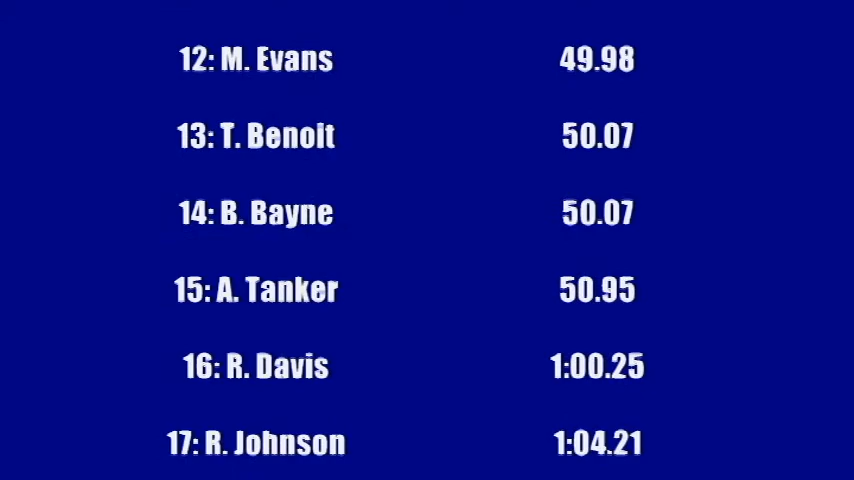 12: M. Evans 49.98
13: T. Benoit 50.07
14: B. Bayne 50.07
15: A. Tanker 50.95
16: R. Davis 1:00.25
17: R. Johnson 1:04.21